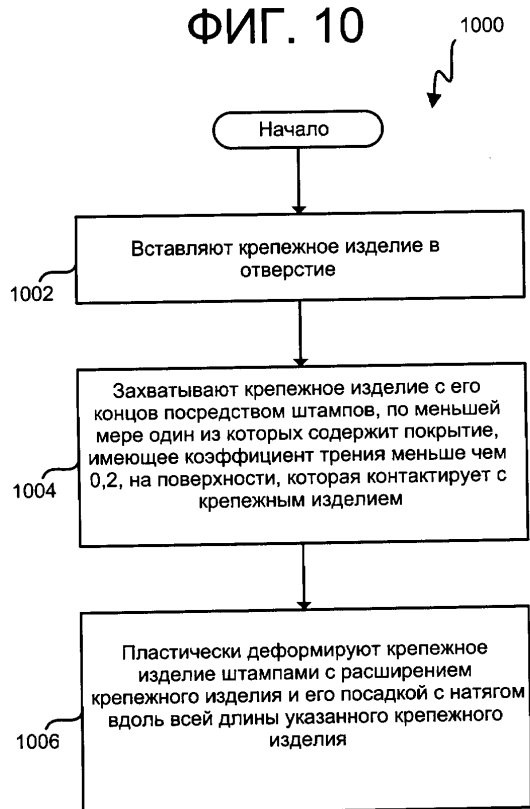 ФИГ. 10
1000
Начало
Вставляют крепежное изделие в
отверстие
1002
Захватывают крепежное изделие с его
концов посредством штампов, по меньшей
мере один из которых содержит покрытие,
имеющее коэффициент трения меньше чем
0,2, на поверхности, которая контактирует с
крепежным изделием
1004
Пластически деформируют крепежное
изделие штампами с расширением
крепежного изделия и его посадкой с натягом
вдоль всей длины указанного крепежного
изделия
1006